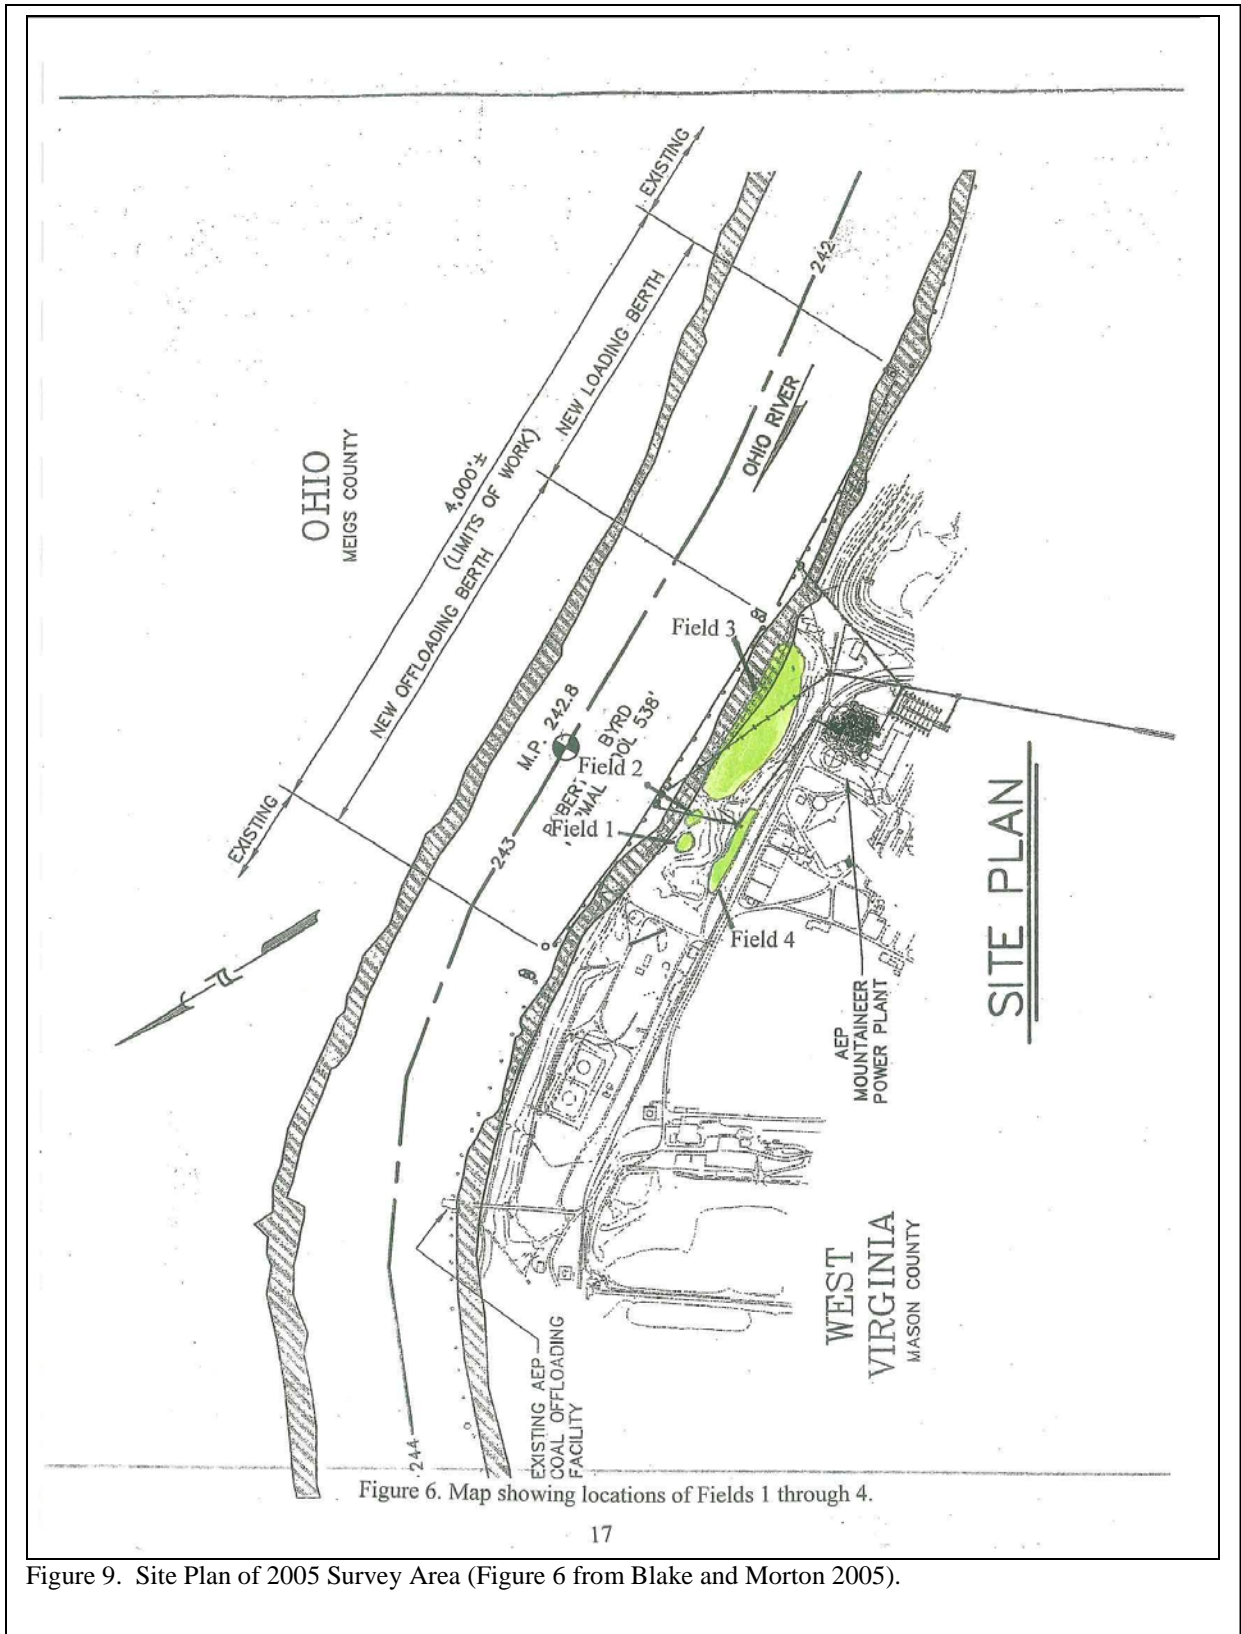 EXISTING
4,000'±
(LIMITS OF WORK)
NEW LOADING BERTH
NEW OFFLOADING BERTH
EXISTING
OHIO
MEIGS COUNTY
242
OHIO RIVER
M.P. 242.8
BYRD
538'
243
244
Field 3
Field 2
Field 1
Field 4
AEP
MOUNTAINEER
POWER PLANT
SITE PLAN
WEST
VIRGINIA
MASON COUNTY
EXISTING AEP
COAL OFFLOADING
FACILITY
Figure 6. Map showing locations of Fields 1 through 4.
17
Figure 9. Site Plan of 2005 Survey Area (Figure 6 from Blake and Morton 2005).